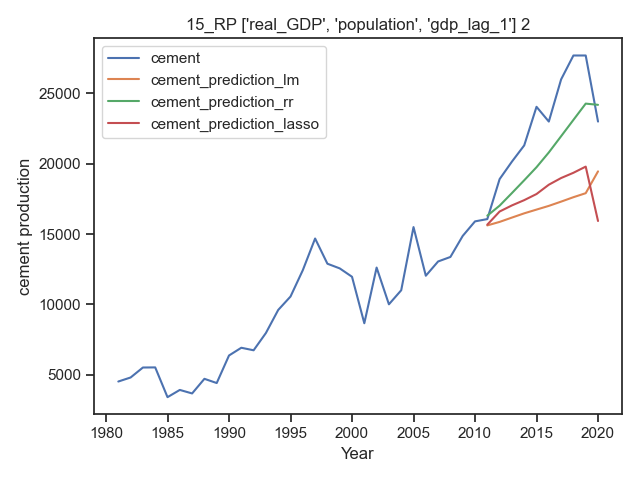 15_RP ['real_GDP', 'population', 'gdp_lag_1'] 2
cement
cement_prediction_lm
cement_prediction_rr
cement_prediction_lasso
cement production
25000
20000
15000
10000
5000
1980 1985 1990 1995 2000 2005 2010 2015 2020
Year